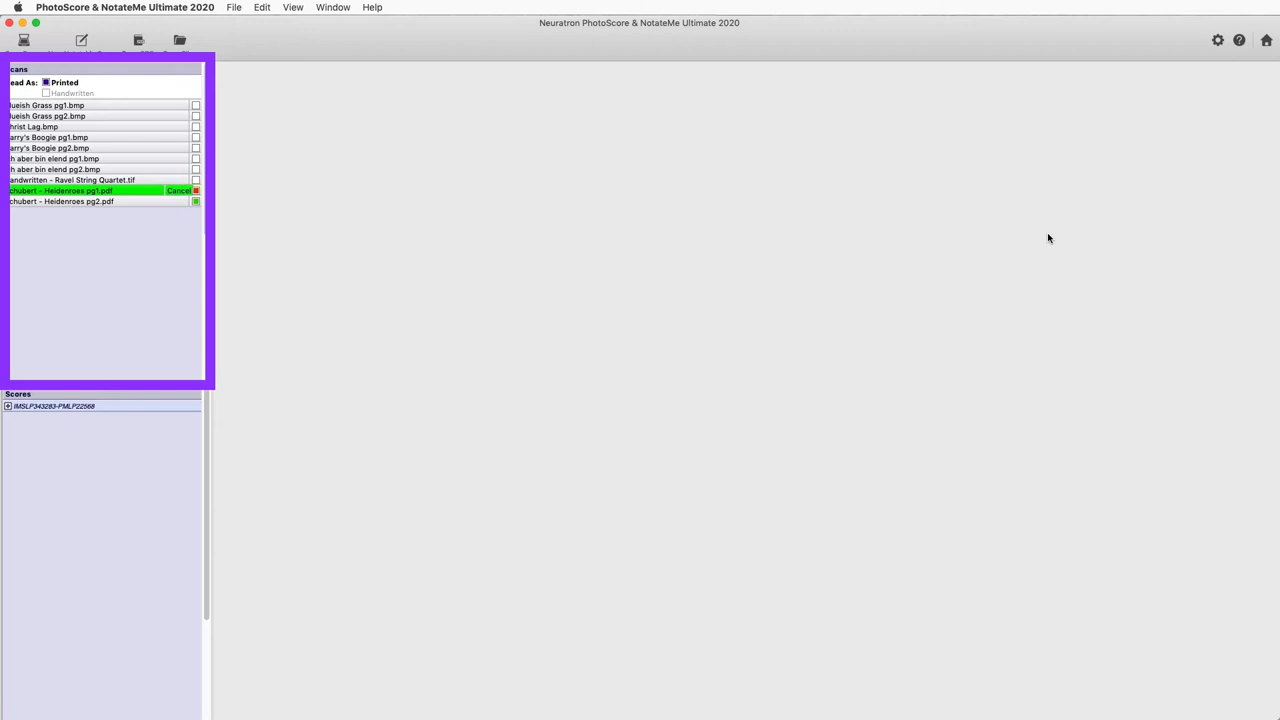 PhotoScore & NotateMe Ultimate 2020 File Edit View Window Help
Neuratron PhotoScore & NotateMe Ultimate 2020
cans
ead As: Printed
Handwritten
lueish Grass pg1.bmp
lueish Grass pg2.bmp
hrist Lag.bmp
arry's Boogie pg1.bmp
arry's Boogie pg2.bmp
h aber bin elend pg1.bmp
h aber bin elend pg2.bmp
andwritten - Ravel String Quartet.tif
chubert - Heidenroes pg1.pdf Cancel
chubert - Heidenroes pg2.pdf
Scores
IMSLP343283-PMLP22568